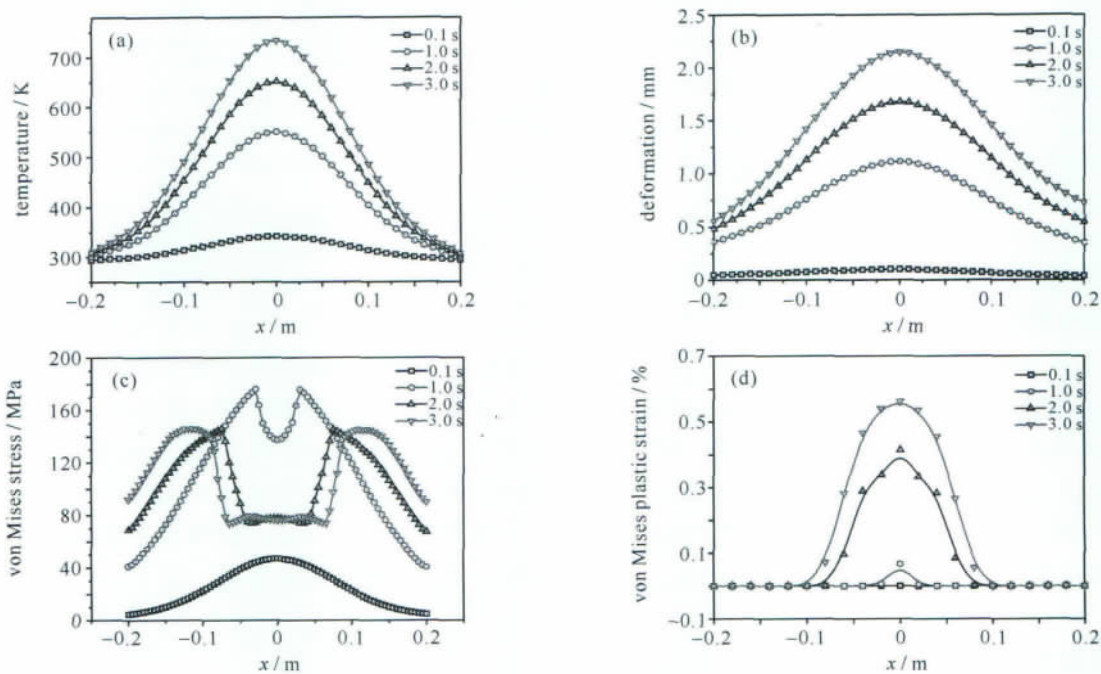 (a)
0.1 s
1.0 s
2.0 s
3.0 s
750
700
650
600
550
500
450
400
350
300
temperature / K
−0.2 −0.1 0 0.1 0.2
x / m
(b)
0.1 s
1.0 s
2.0 s
3.0 s
2.5
2.0
1.5
1.0
0.5
0
deformation / mm
−0.2 −0.1 0 0.1 0.2
x / m
(c)
0.1 s
1.0 s
2.0 s
3.0 s
200
160
120
80
40
0
von Mises stress / MPa
−0.2 −0.1 0 0.1 0.2
x / m
(d)
0.1 s
1.0 s
2.0 s
3.0 s
0.7
0.5
0.3
0.1
−0.1
von Mises plastic strain / %
−0.2 −0.1 0 0.1 0.2
x / m